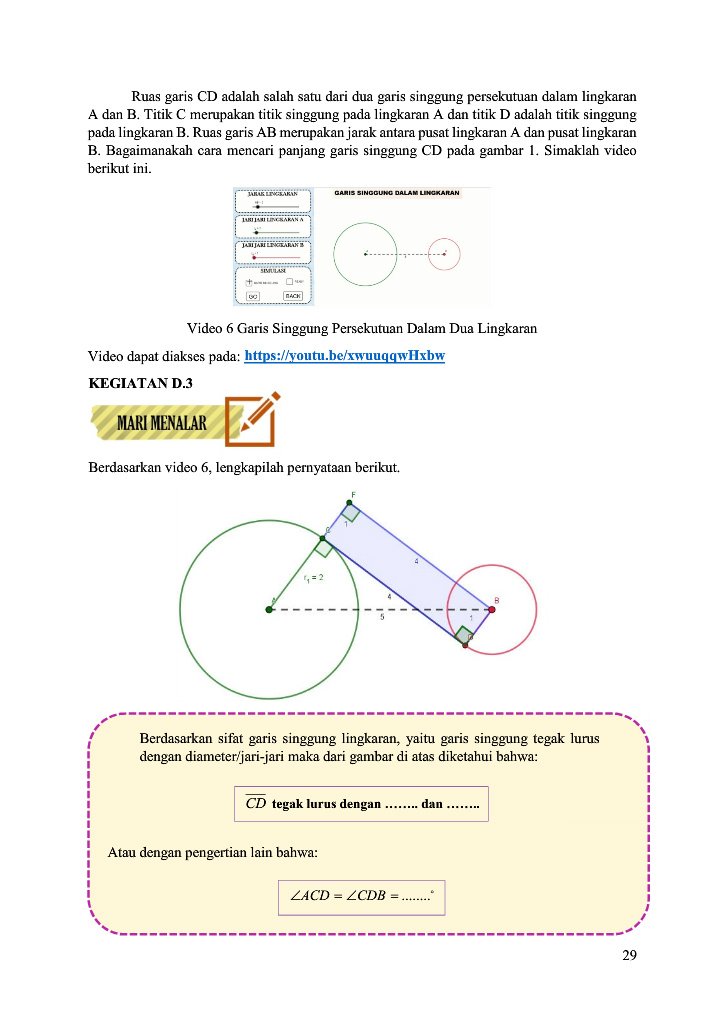 Ruas garis CD adalah salah satu dari dua garis singgung persekutuan dalam lingkaran
A dan B. Titik C merupakan titik singgung pada lingkaran A dan titik D adalah titik singgung
pada lingkaran B. Ruas garis AB merupakan jarak antara pusat lingkaran A dan pusat lingkaran
B. Bagaimanakah cara mencari panjang garis singgung CD pada gambar 1. Simaklah video
berikut ini.
JARAK LINGKARAN
GARIS SINGGUNG DALAM LINGKARAN
JARI JARI LINGKARAN A
JARI JARI LINGKARAN B
SIMULASI
GO
BACK
Video 6 Garis Singgung Persekutuan Dalam Dua Lingkaran
Video dapat diakses pada: https://youtu.be/xwuuqqwHxbw
KEGIATAN D.3
MARI MENALAR
Berdasarkan video 6, lengkapilah pernyataan berikut.
F
1
4
r₁ = 2
4
A
B
5
1
Berdasarkan sifat garis singgung lingkaran, yaitu garis singgung tegak lurus
dengan diameter/jari-jari maka dari gambar di atas diketahui bahwa:
CD tegak lurus dengan …….. dan ……..
Atau dengan pengertian lain bahwa:
∠ACD = ∠CDB = ........°
29